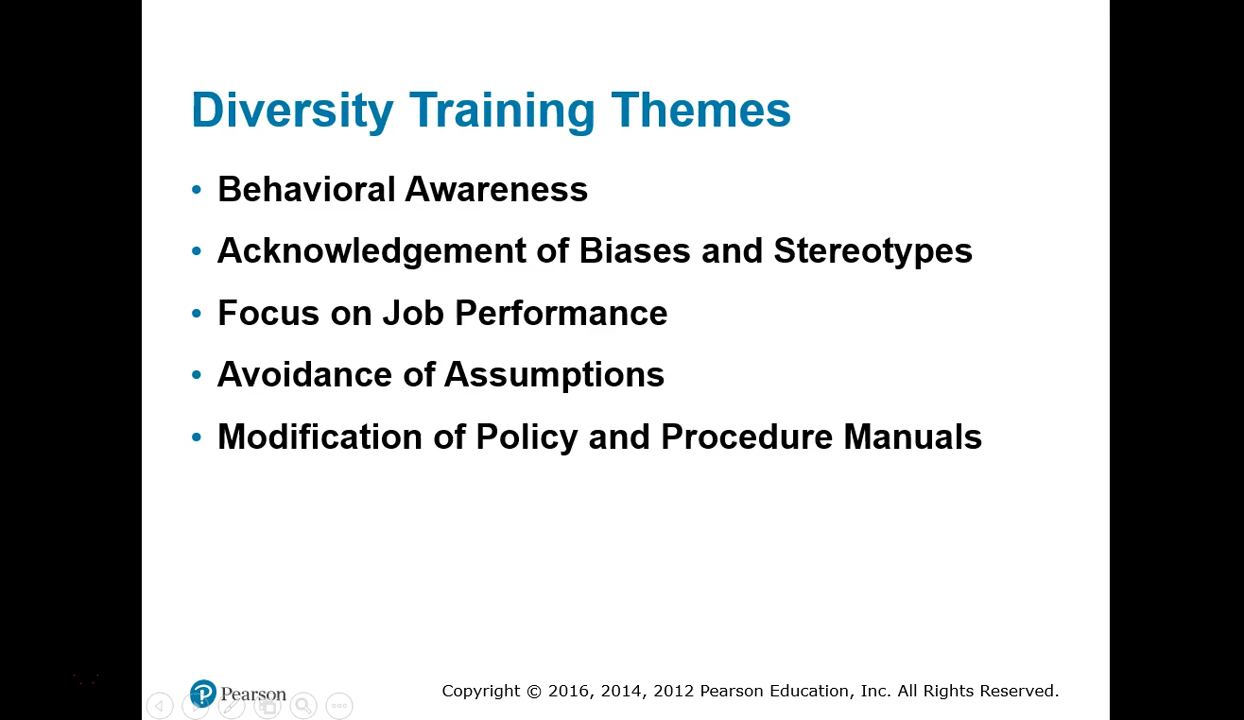 Diversity Training Themes
• Behavioral Awareness
• Acknowledgement of Biases and Stereotypes
• Focus on Job Performance
• Avoidance of Assumptions
• Modification of Policy and Procedure Manuals
Pearson
Copyright © 2016, 2014, 2012 Pearson Education, Inc. All Rights Reserved.